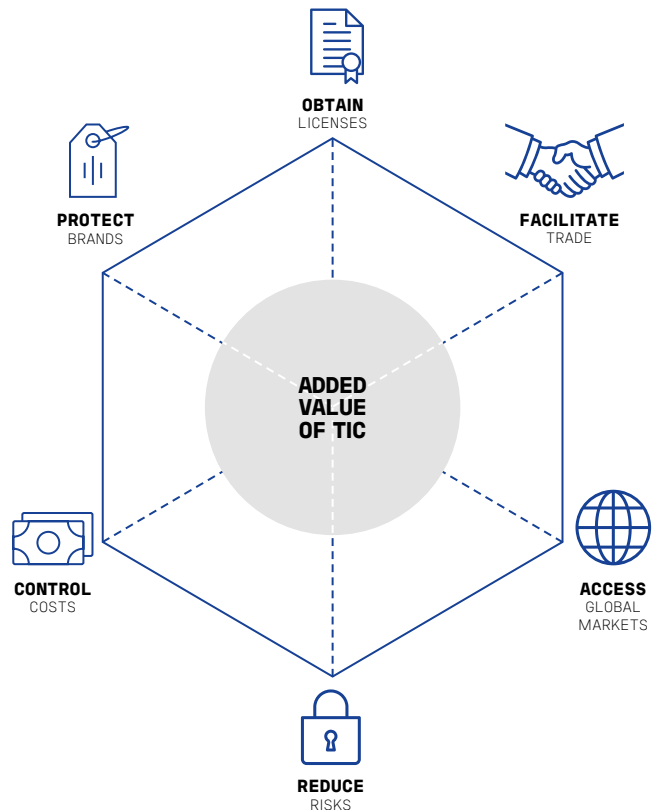 OBTAIN
LICENSES
PROTECT
BRANDS
FACILITATE
TRADE
ADDED
VALUE
OF TIC
CONTROL
COSTS
ACCESS
GLOBAL
MARKETS
REDUCE
RISKS